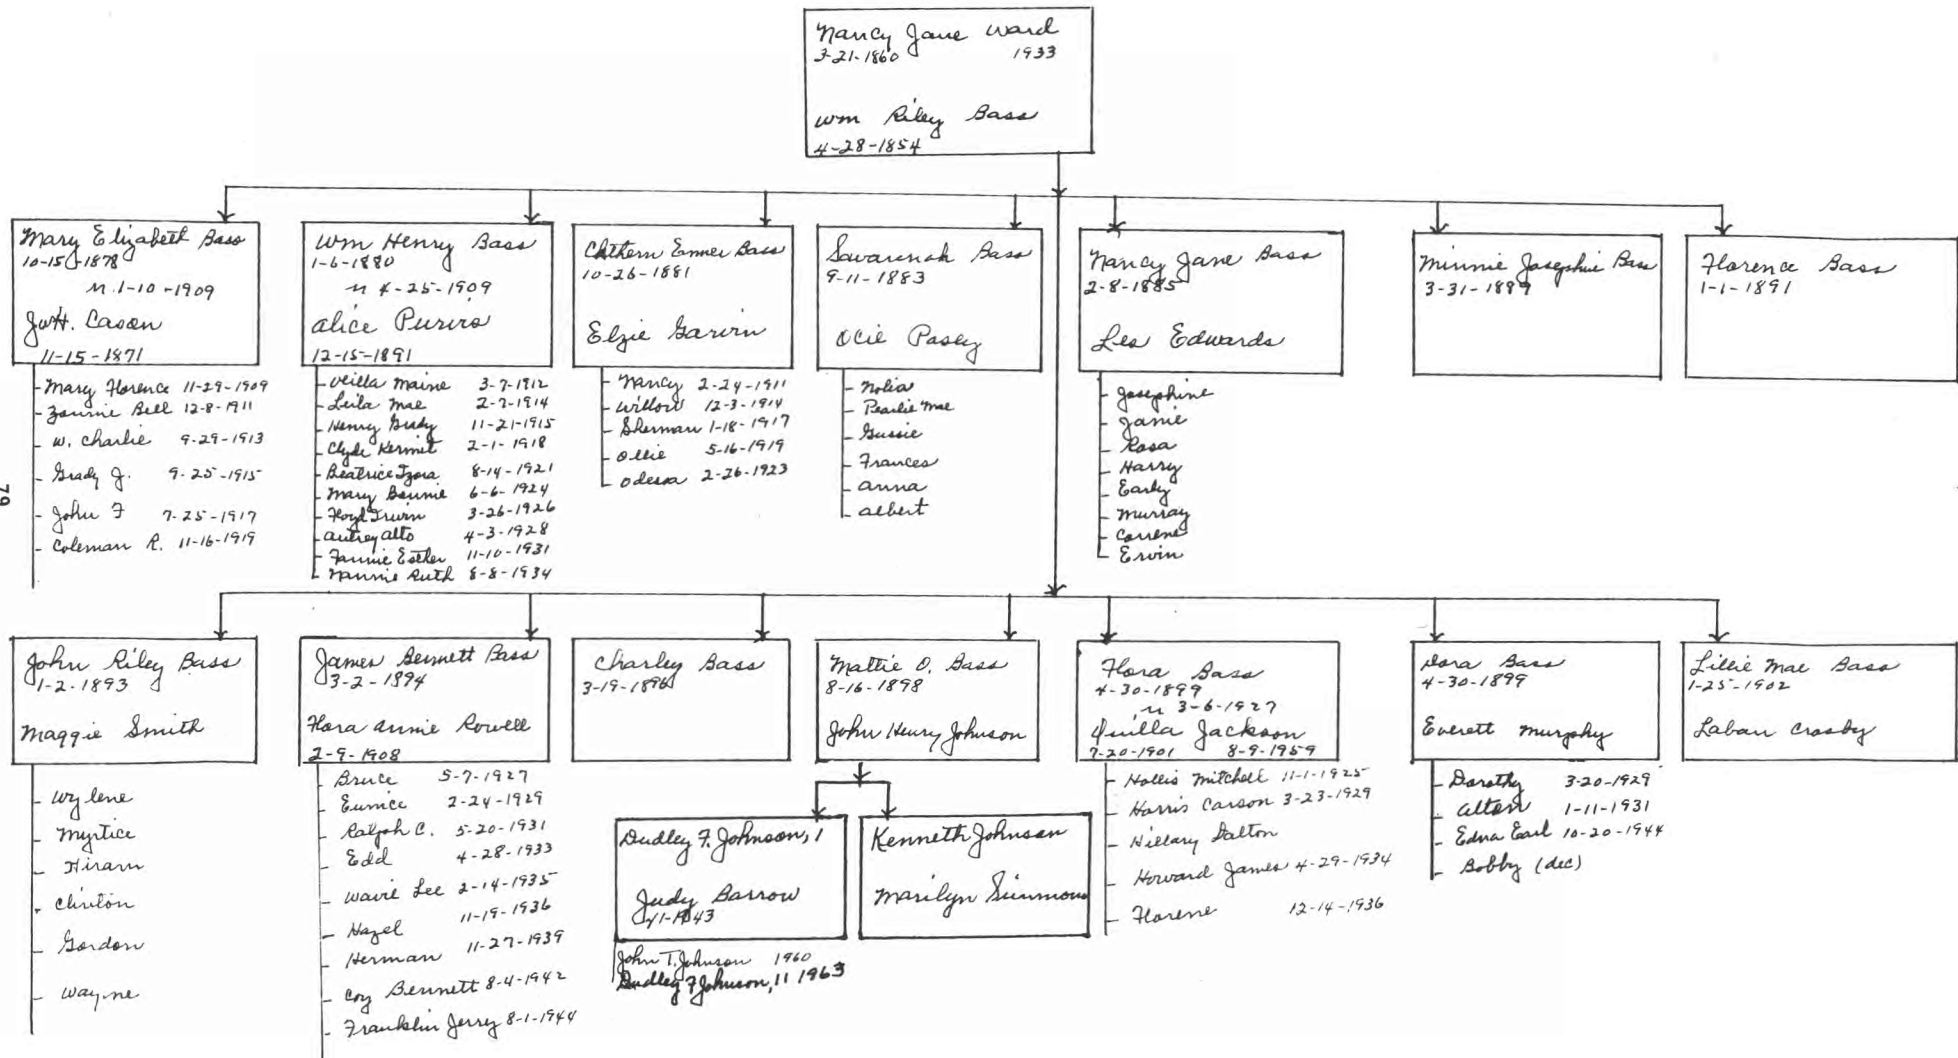 Nancy Jane Ward
3-21-1860 1933
Wm Riley Bass
4-28-1854
Mary Elizabeth Bass
10-15-1878
m. 1-10-1909
J.W.H. Cason
11-15-1871
Mary Florence 11-29-1909
Bell 12-8-1911
W. Charlie 9-29-1913
Grady J. 9-25-1915
John F 7-25-1917
Coleman R. 11-16-1919
Wm Henry Bass
1-6-1880
m 4-25-1909
Alice Purvis
12-15-1891
Maine 3-7-1912
Leila Mae 2-7-1914
Henry Grady 11-21-1915
Clyde Kermit 2-1-1918
Beatrice Izora 8-14-1921
Mary Bonnie 6-6-1924
Floyd Irwin 3-26-1926
Autrey Alto 4-3-1928
Fannie Esther 11-10-1931
Nannie Ruth 8-8-1934
Bass
10-26-1881
Elzie Garvin
Nancy 2-24-1911
12-3-1914
Sherman 1-18-1917
Ollie 5-16-1919
Odessa 2-26-1923
Savannah Bass
9-11-1883
Ocie Pasley
Nolia
Pearlie Mae
Gussie
Frances
Anna
Albert
Nancy Jane Bass
2-8-1885
Les Edwards
Josephine
Janie
Rosa
Harry
Early
Murray
Correne
Ervin
Minnie Josephine Bass
3-31-1889
Florence Bass
1-1-1891
79
John Riley Bass
1-2-1893
Maggie Smith
Wylene
Myrtice
Hiram
Clinton
Gordon
Wayne
James Bennett Bass
3-2-1894
Flora Annie Rowell
2-9-1908
Bruce 5-7-1927
Eunice 2-24-1929
Ralph C. 5-20-1931
Edd 4-28-1933
Lee 2-14-1935
Hazel 11-19-1936
Herman 11-27-1939
Coy Bennett 8-4-1942
Franklin Jerry 8-1-1944
Charley Bass
3-19-1896
Mattie O. Bass
8-16-1898
John Henry Johnson
Dudley F. Johnson, 1
Judy Barrow
Kenneth Johnson
Marilyn Simmons
John T. Johnson 1960
Dudley F Johnson, 11 1963
Flora Bass
4-30-1899
m 3-6-1927
Quilla Jackson
7-20-1901 8-9-1959
Hollis Mitchell 11-1-1925
Harris Carson 3-23-1929
Hillary Dalton
Howard James 4-29-1934
Florene 12-14-1936
Dora Bass
4-30-1899
Everett Murphy
Dorothy 3-20-1929
Alton 1-11-1931
Edna Earl 10-20-1944
Bobby (dec)
Lillie Mae Bass
1-25-1902
Laban Crosby